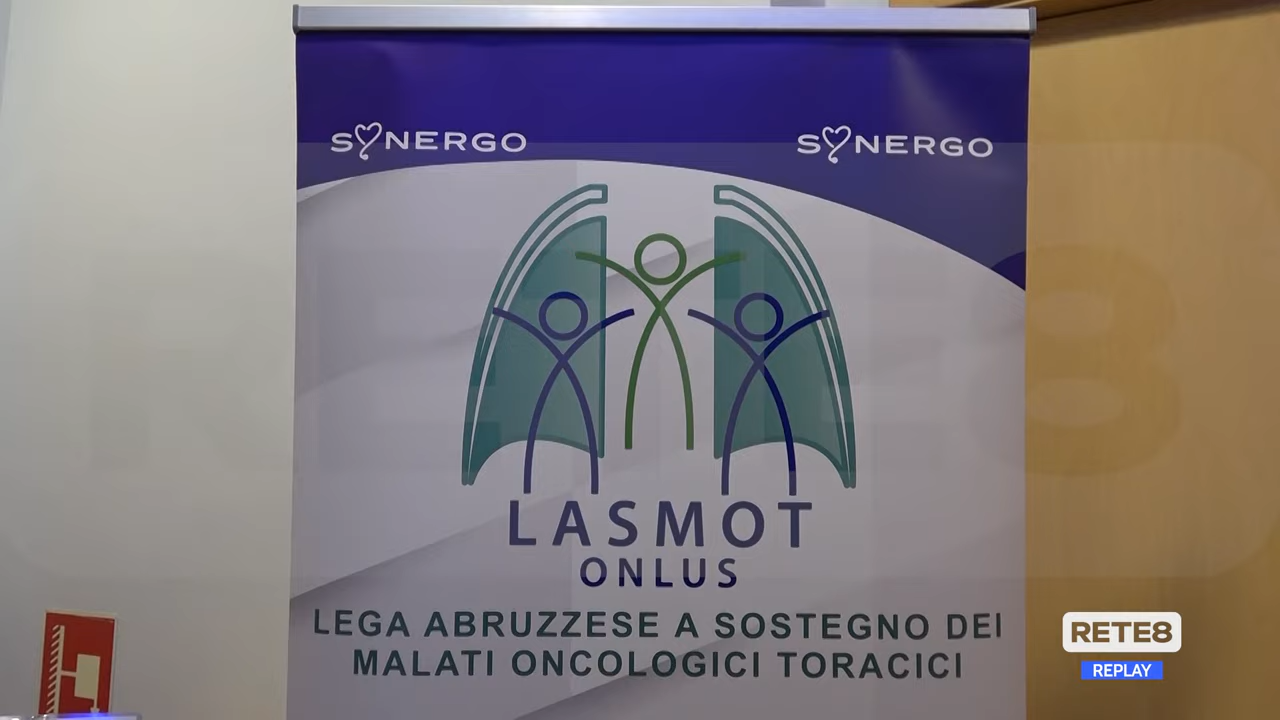 SYNERGO SYNERGO
LASMOT
ONLUS
LEGA ABRUZZESE A SOSTEGNO DEI
MALATI ONCOLOGICI TORACICI
RETE8
REPLAY